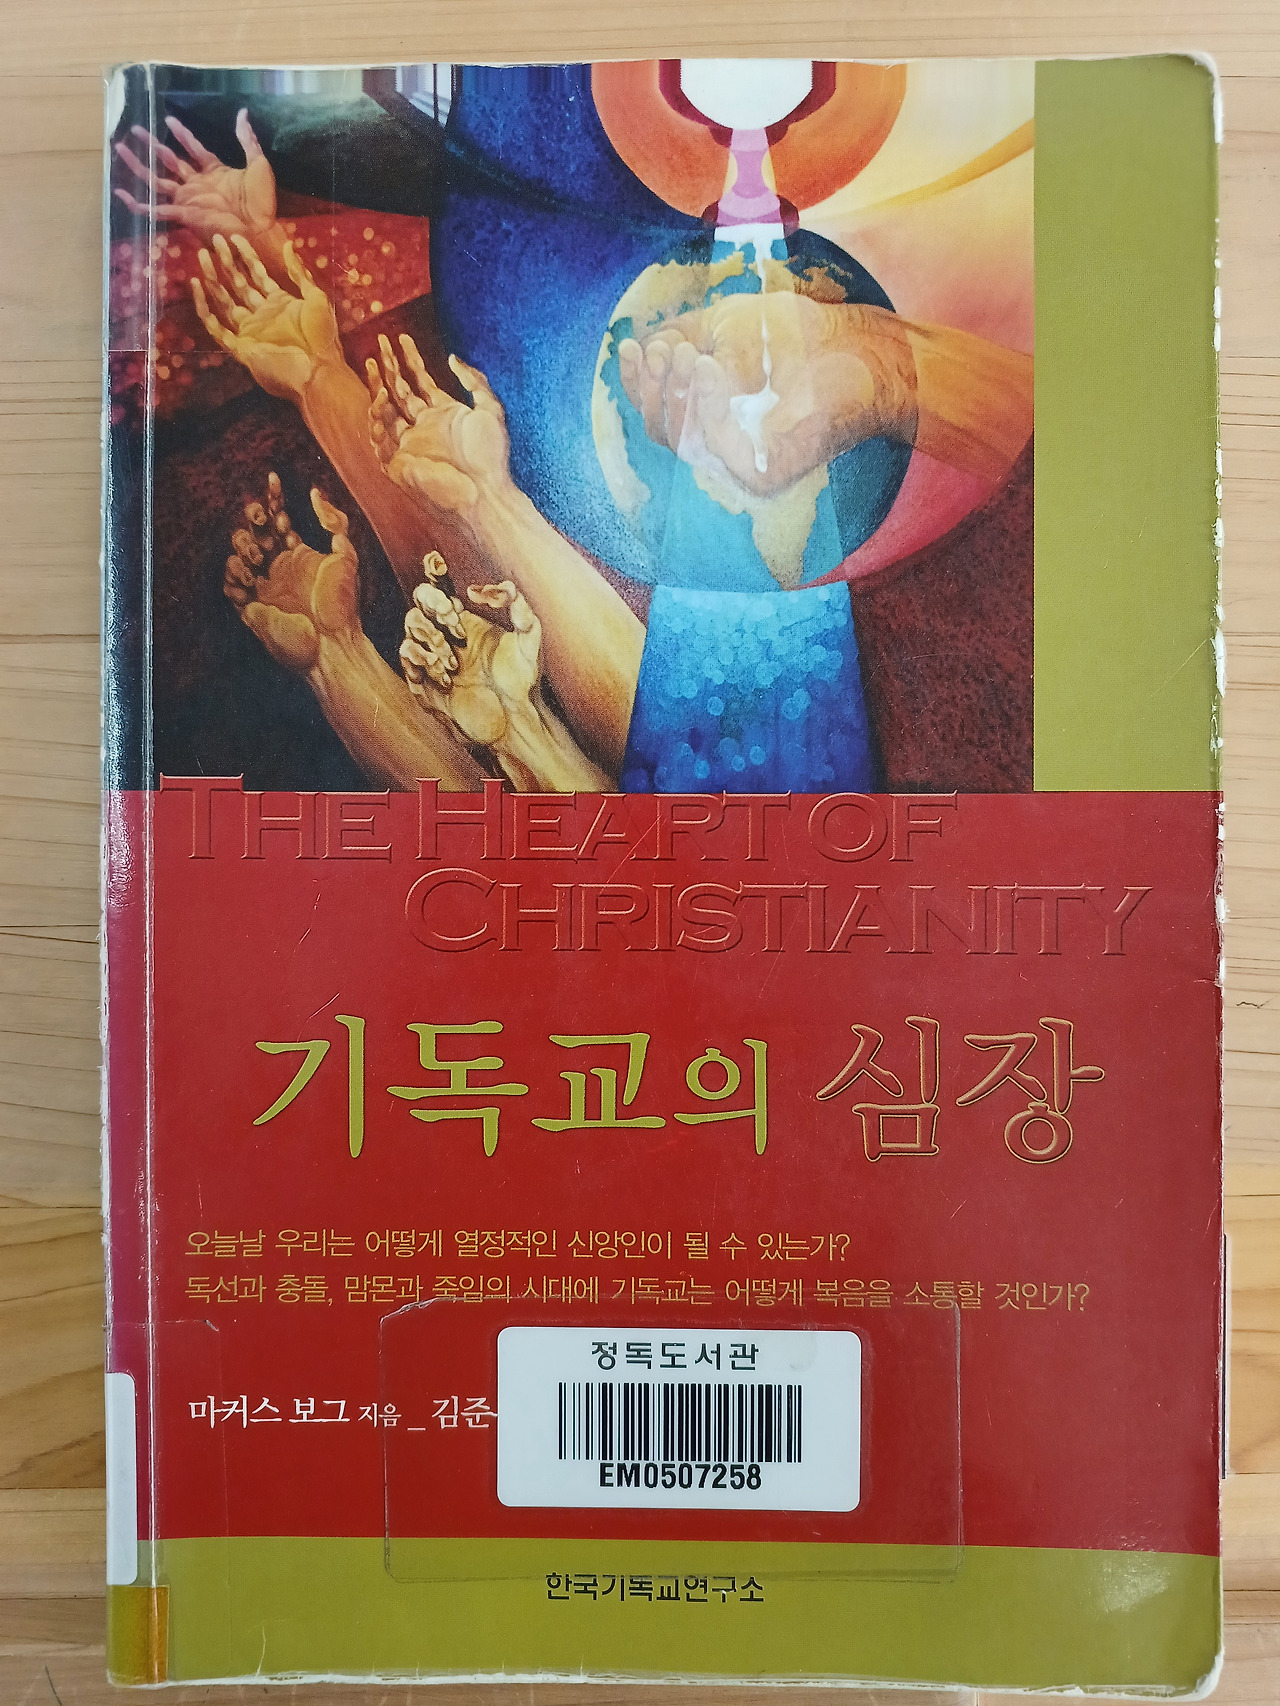 THE HEART OF
CHRISTIANITY
기독교의 심장
오늘날 우리는 어떻게 열정적인 신앙인이 될 수 있는가?
독선과 충돌, 맘몬과 죽임의 시대에 기독교는 어떻게 복음을 소통할 것인가?
정독도서관
마커스 보그 지음 _ 김준
EM0507258
한국기독교연구소